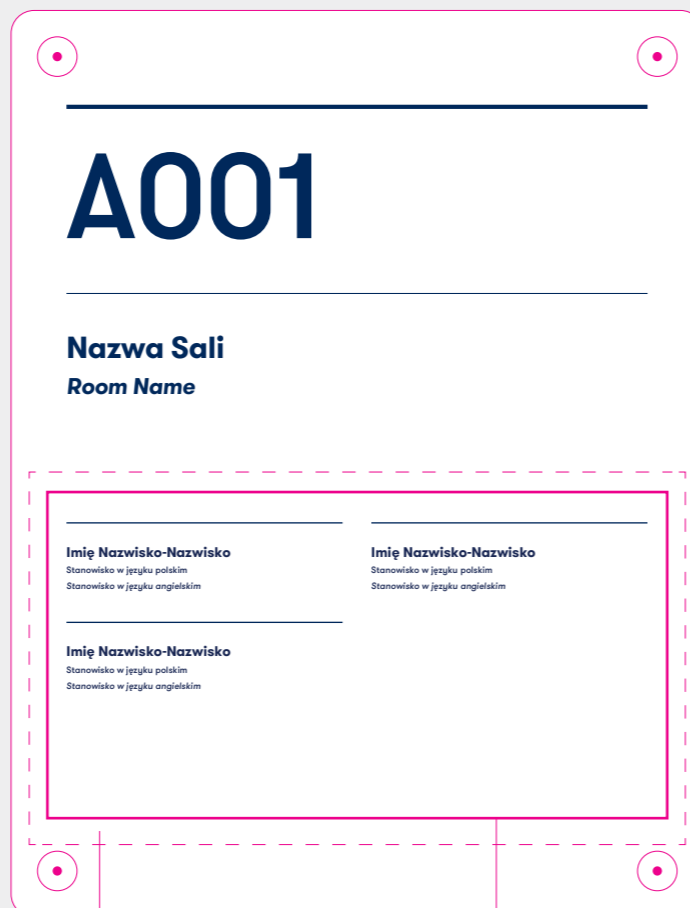 A001
Nazwa Sali
Room Name
Imię Nazwisko-Nazwisko
Stanowisko w języku polskim
Stanowisko w języku angielskim
Imię Nazwisko-Nazwisko
Stanowisko w języku polskim
Stanowisko w języku angielskim
Imię Nazwisko-Nazwisko
Stanowisko w języku polskim
Stanowisko w języku angielskim